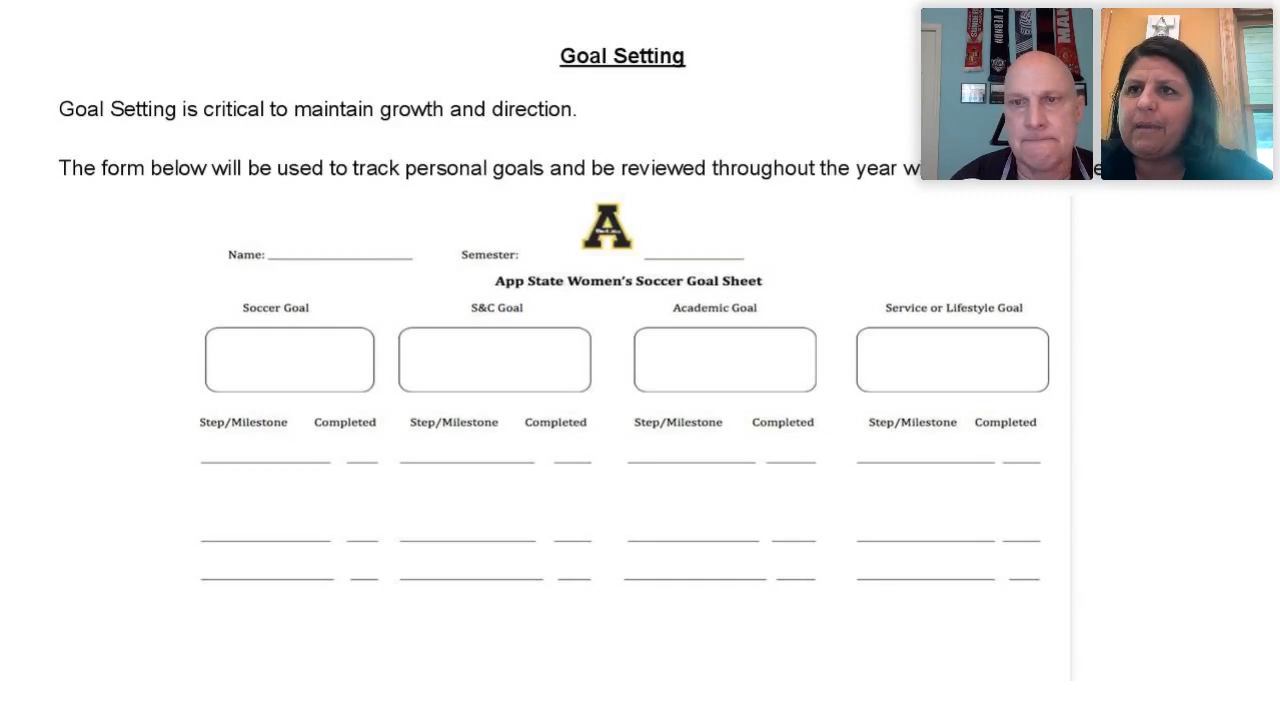 Goal Setting
Goal Setting is critical to maintain growth and direction.
The form below will be used to track personal goals and be reviewed throughout the year
A
Name: Semester:
App State Women's Soccer Goal Sheet
Soccer Goal S&C Goal Academic Goal Service or Lifestyle Goal
Step/Milestone Completed Step/Milestone Completed Step/Milestone Completed Step/Milestone Completed
VERNON